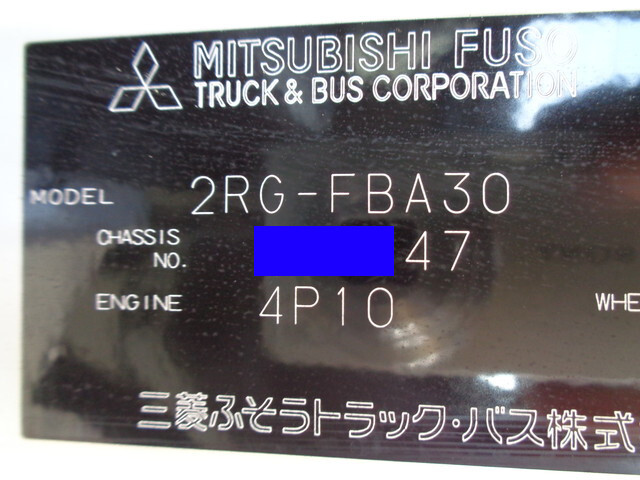 MITSUBISHI FUSO
TRUCK & BUS CORPORATION
MODEL 2RG-FBA30
CHASSIS
NO. 47
ENGINE 4P10 WHE
三菱ふそうトラック・バス株式